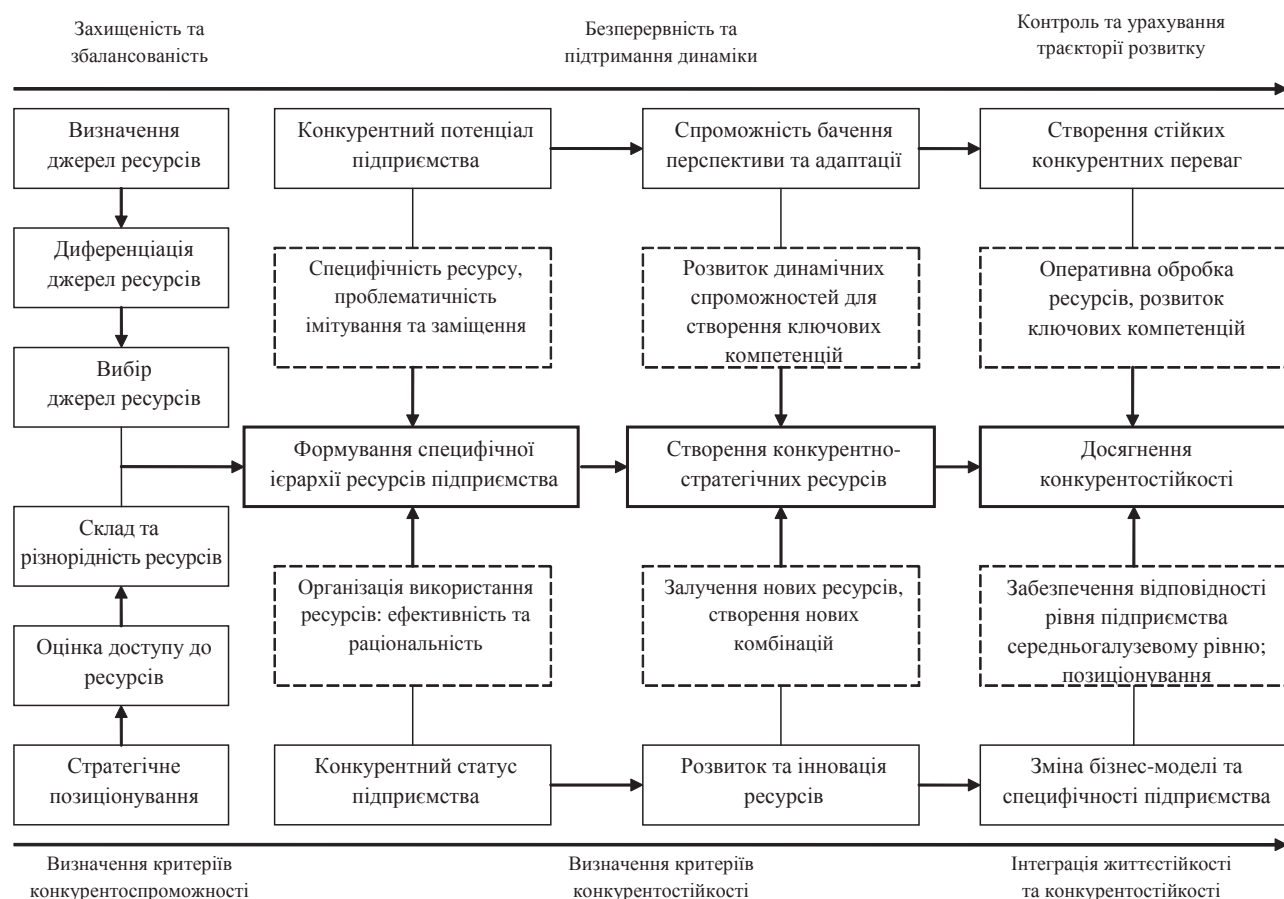 Захищеність та
збалансованість
Безперервність та
підтримання динаміки
Контроль та урахування
траєкторії розвитку
Визначення
джерел ресурсів
Конкурентний потенціал
підприємства
Спроможність бачення
перспективи та адаптації
Створення стійких
конкурентних переваг
Диференціація
джерел ресурсів
Специфічність ресурсу,
проблематичність
імітування та заміщення
Розвиток динамічних
спроможностей для
створення ключових
компетенцій
Оперативна обробка
ресурсів, розвиток
ключових компетенцій
Вибір
джерел ресурсів
Формування специфічної
ієрархії ресурсів підприємства
Створення конкурентно-
стратегічних ресурсів
Досягнення
конкурентостійкості
Склад та
різнорідність ресурсів
Організація використання
ресурсів: ефективність та
раціональність
Залучення нових ресурсів,
створення нових
комбінацій
Забезпечення відповідності
рівня підприємства
середньогалузевому рівню;
позиціонування
Оцінка доступу до
ресурсів
Стратегічне
позиціонування
Конкурентний статус
підприємства
Розвиток та інновація
ресурсів
Зміна бізнес-моделі та
специфічності підприємства
Визначення критеріїв
конкурентоспроможності
Визначення критеріїв
конкурентостійкості
Інтеграція життєстійкості
та конкурентостійкості